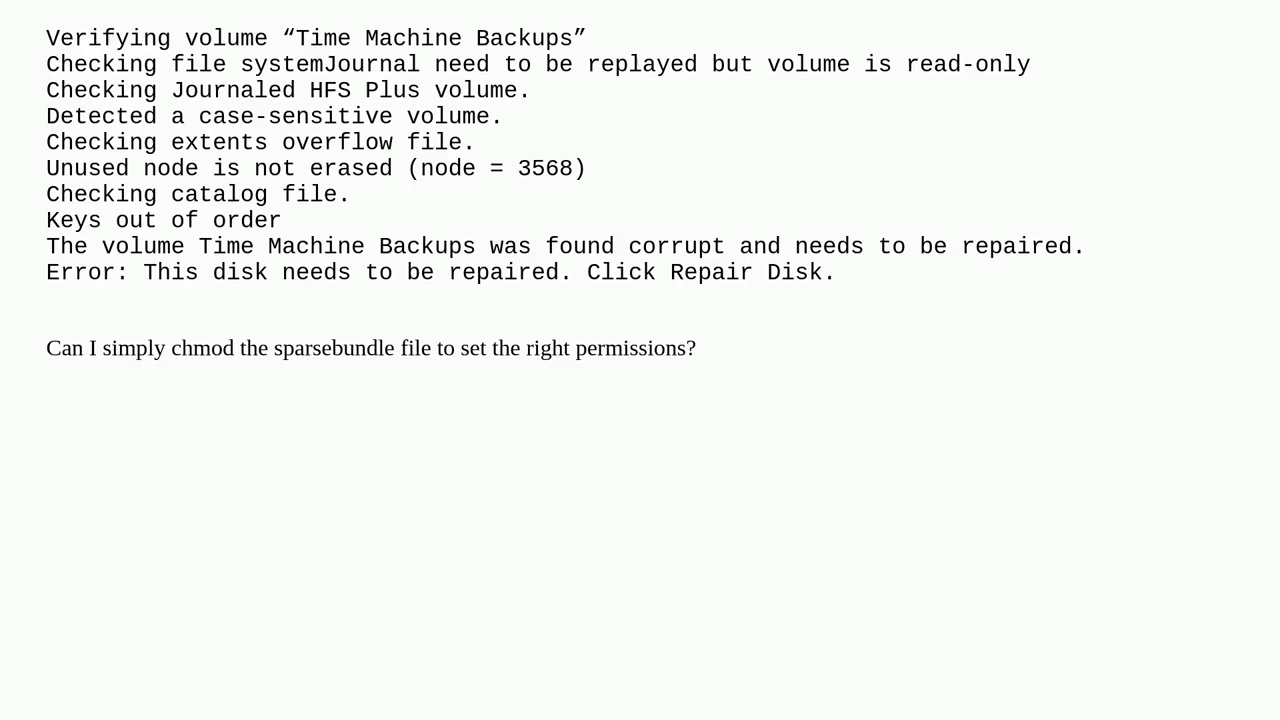 Verifying volume “Time Machine Backups”
Checking file systemJournal need to be replayed but volume is read-only
Checking Journaled HFS Plus volume.
Detected a case-sensitive volume.
Checking extents overflow file.
Unused node is not erased (node = 3568)
Checking catalog file.
Keys out of order
The volume Time Machine Backups was found corrupt and needs to be repaired.
Error: This disk needs to be repaired. Click Repair Disk.
Can I simply chmod the sparsebundle file to set the right permissions?